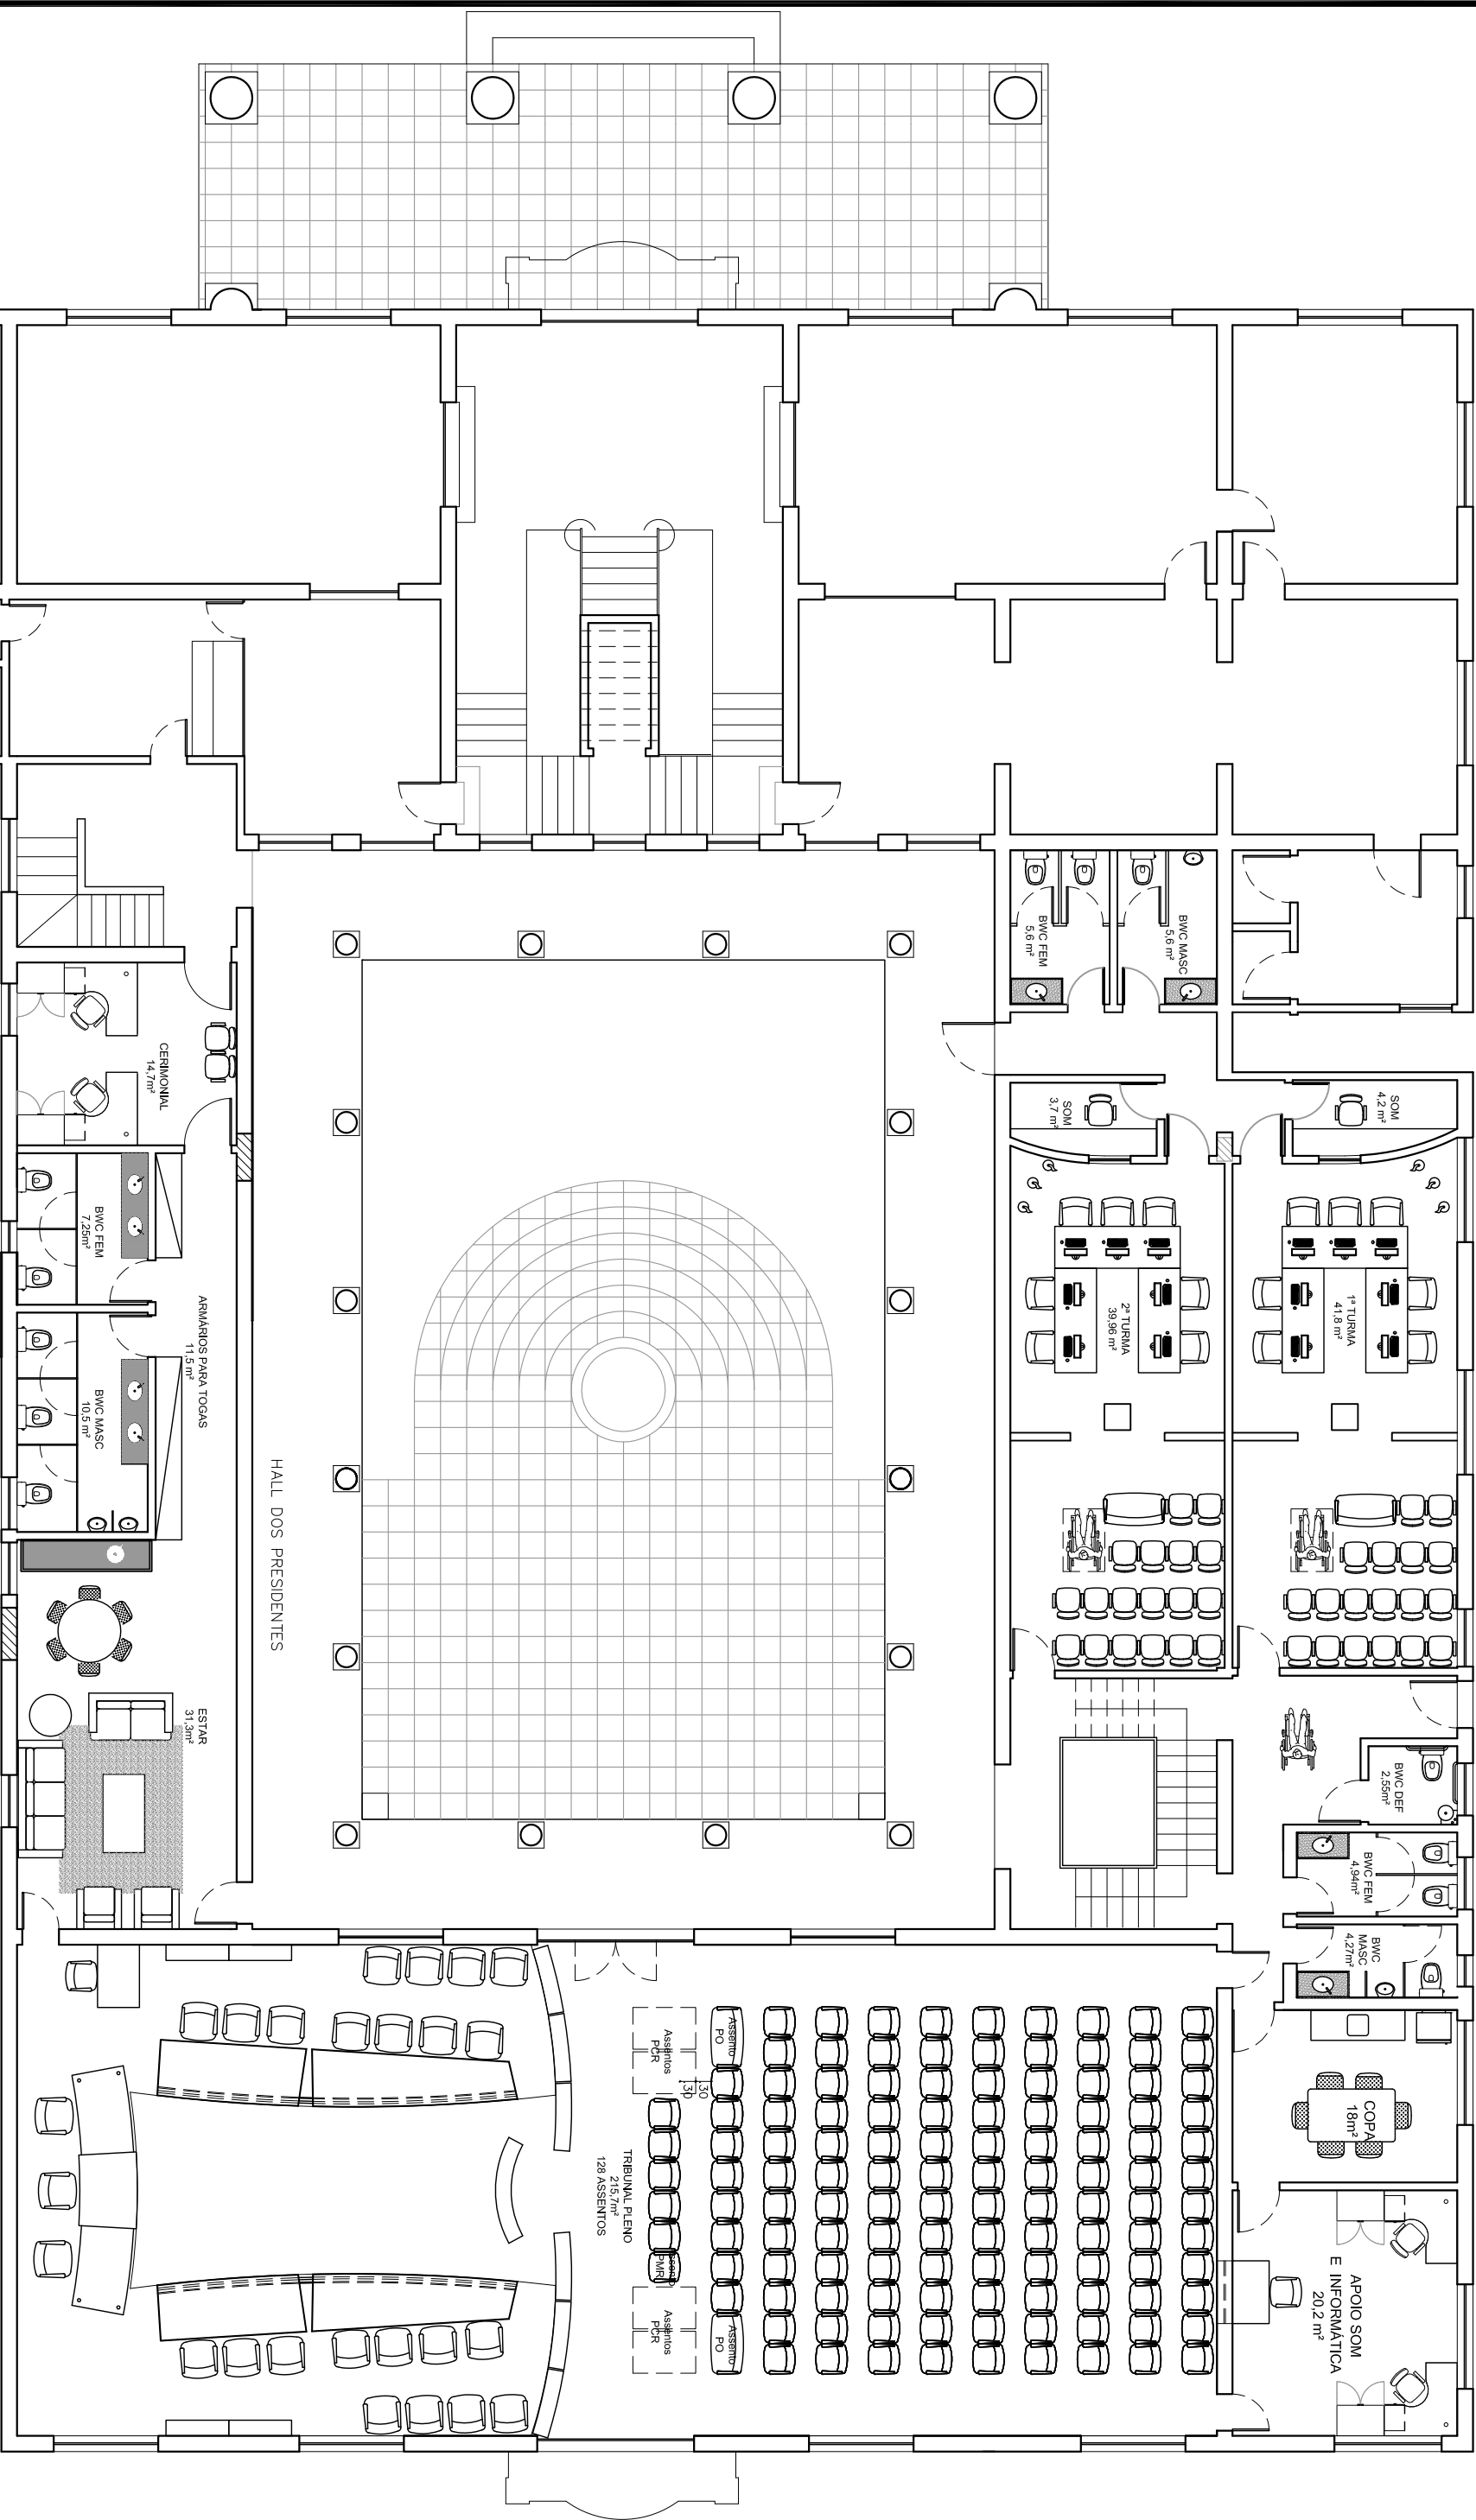 BWC FEM
5,6 m²
BWC MASC
5,6 m²
CERIMONIAL
14,7m²
SOM
3,7 m²
SOM
4,2 m²
BWC FEM
7,25m²
ARMÁRIOS PARA TOGAS
11,5 m²
BWC MASC
10,5 m²
HALL DOS PRESIDENTES
2ª TURMA
39,96 m²
1ª TURMA
41,8 m²
ESTAR
31,3m²
BWC DEF
2,55m²
BWC FEM
4,94m²
BWC
MASC
4,27m²
Assentos
PCR
Assento
PO
.30
.30
COPA
18m²
TRIBUNAL PLENO
215,7m²
128 ASSENTOS
Assento
PMR
Assentos
PCR
Assento
PO
APOIO SOM
E INFORMÁTICA
20,2 m²